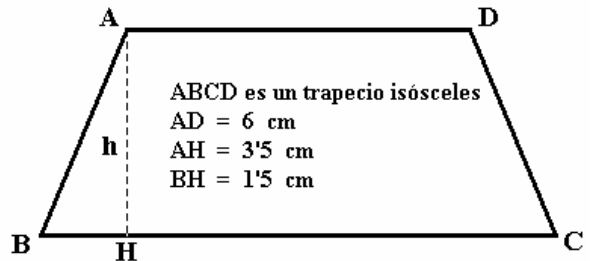 A D
ABCD es un trapecio isósceles
AD = 6 cm
h AH = 3'5 cm
BH = 1'5 cm
B H C